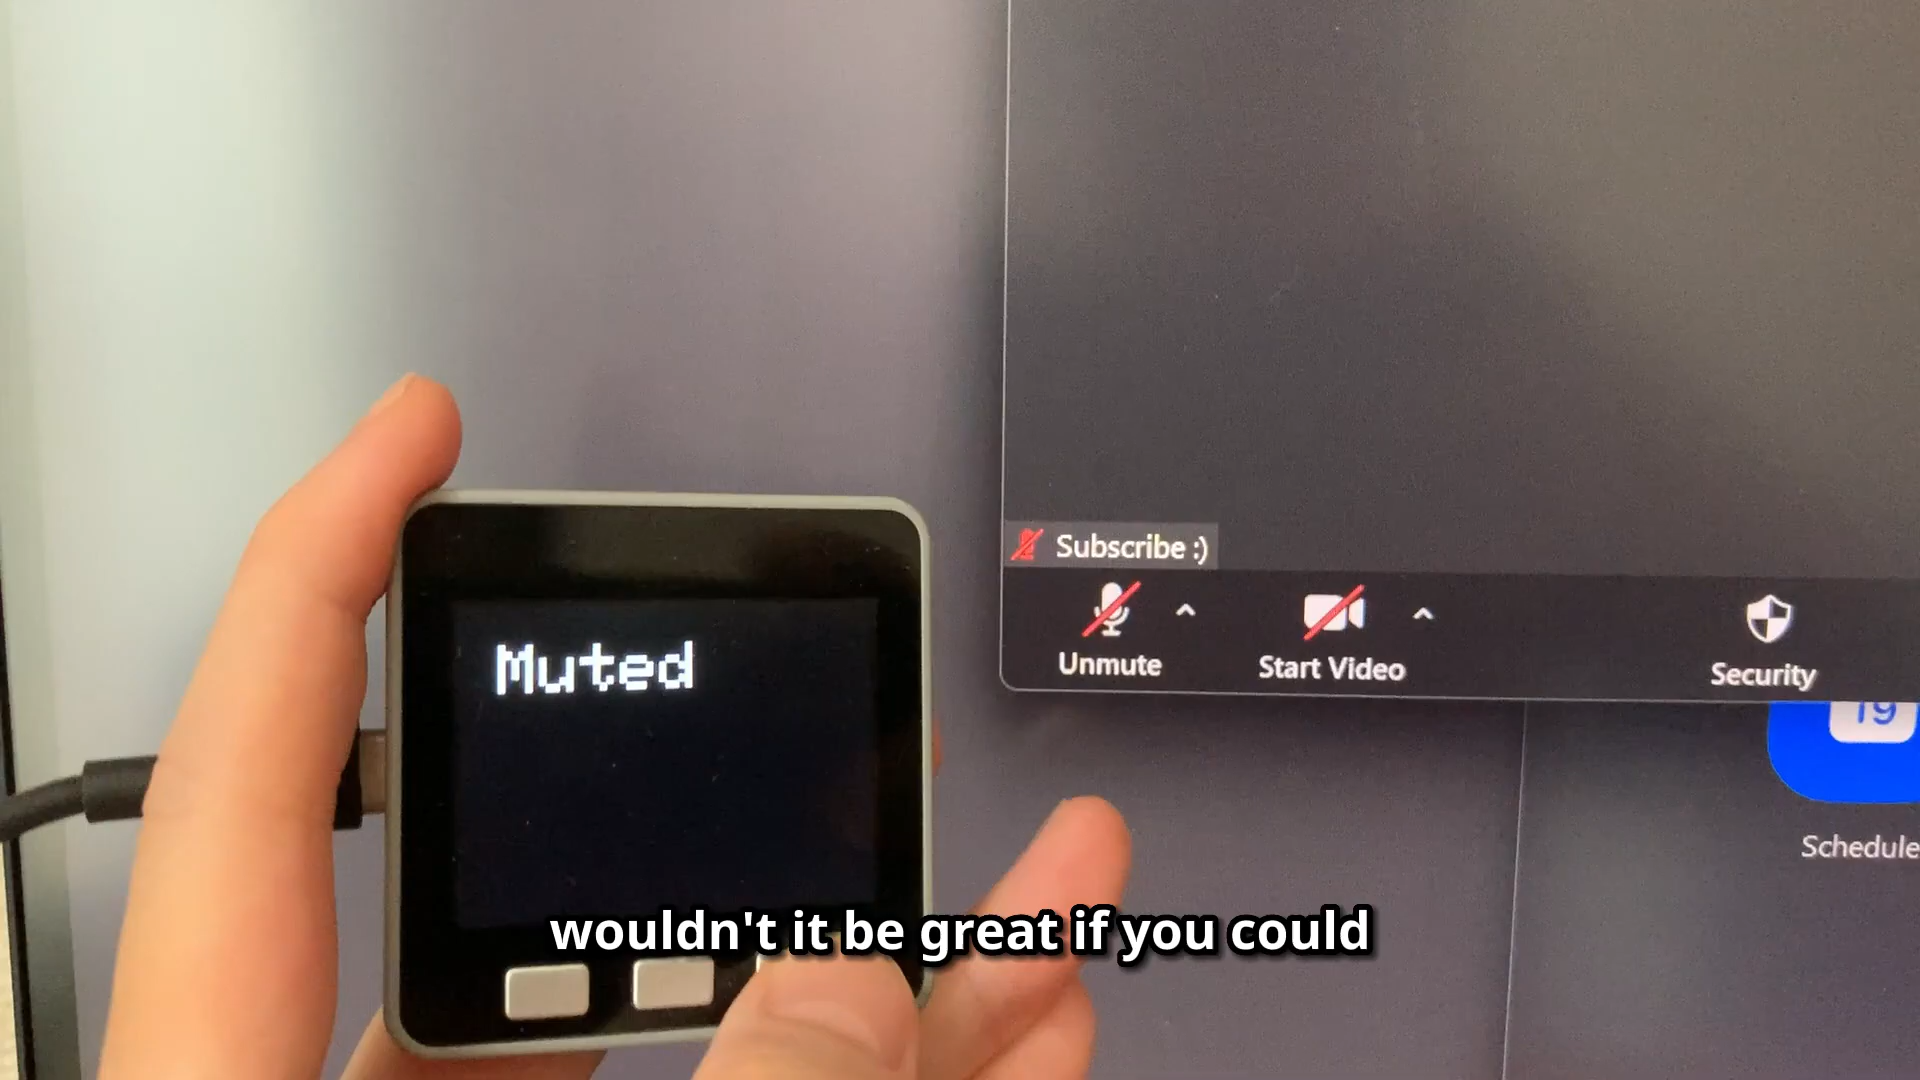 Subscribe :)
Muted
Unmute
Start Video
Security
19
Schedule
wouldn't it be great if you could